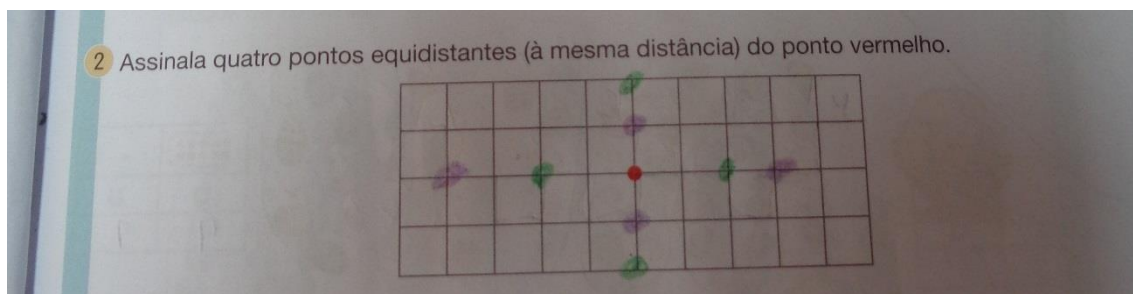 2 Assinala quatro pontos equidistantes (à mesma distância) do ponto vermelho.